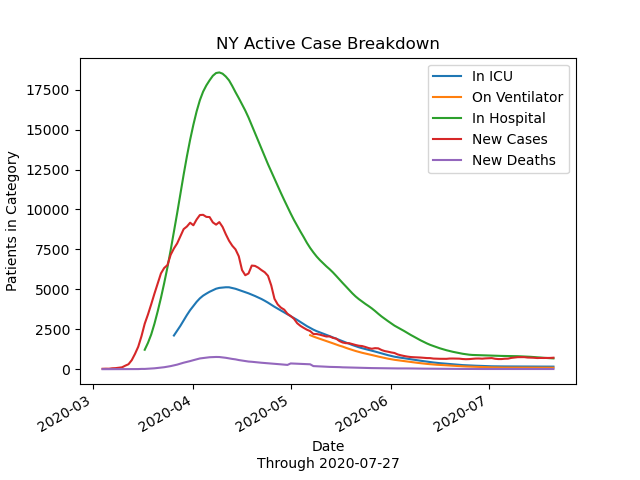 NY Active Case Breakdown
In ICU
On Ventilator
In Hospital
New Cases
New Deaths
Patients in Category
17500
15000
12500
10000
7500
5000
2500
0
2020-03
2020-04
2020-05
2020-06
2020-07
Date
Through 2020-07-27